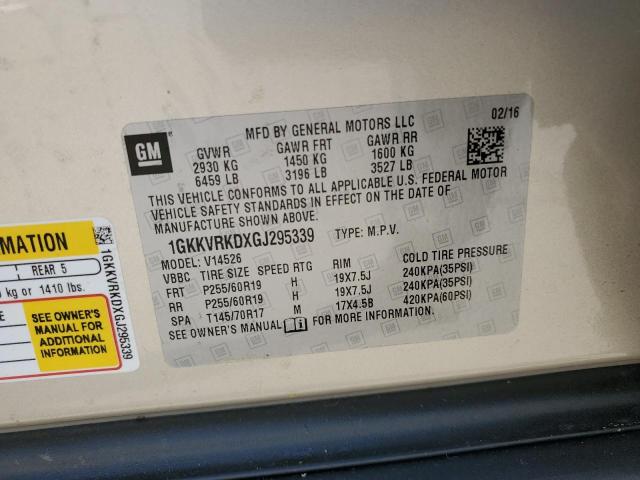 GM
MFD BY GENERAL MOTORS LLC
02/16
GVWR GAWR FRT GAWR RR
2930 KG 1450 KG 1600 KG
6459 LB 3196 LB 3527 LB
THIS VEHICLE CONFORMS TO ALL APPLICABLE U.S. FEDERAL MOTOR
VEHICLE SAFETY STANDARDS IN EFFECT ON THE DATE OF
MANUFACTURE SHOWN ABOVE.
1GKKVRKDXGJ295339 TYPE: M.P.V.
MODEL: V14526
VBBC TIRE SIZE SPEED RTG RIM COLD TIRE PRESSURE
FRT P255/60R19 H 19X7.5J 240KPA(35PSI)
RR P255/60R19 H 19X7.5J 240KPA(35PSI)
SPA T145/70R17 M 17X4.5B 420KPA(60PSI)
SEE OWNER'S MANUAL FOR MORE INFORMATION.
REAR 5
kg or 1410 lbs.
SEE OWNER'S
MANUAL FOR
ADDITIONAL
INFORMATION
1GKKVRKDXGJ295339